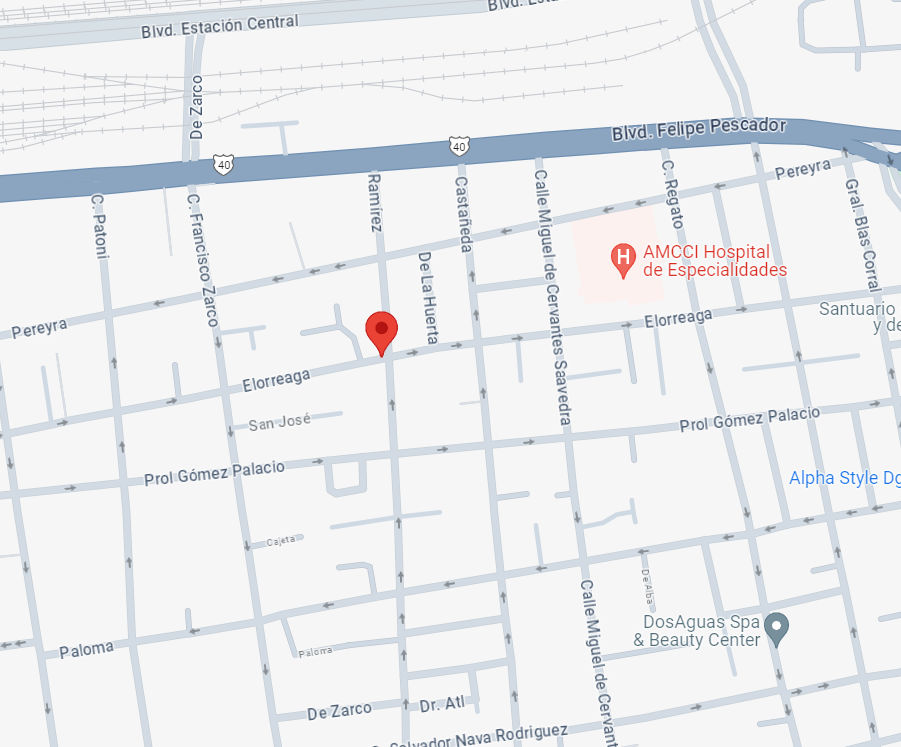 Blvd. Estación Central
Blvd. Esta
De Zarco
Blvd. Felipe Pescador
40
40
Pereyra
C. Patoni
C. Francisco Zarco
Ramírez
Castañeda
Calle Miguel de Cervantes Saavedra
C. Regato
Gral. Blas Corral
De La Huerta
H
AMCCI Hospital
de Especialidades
Pereyra
Elorreaga
Santuario
y de
Elorreaga
San José
Prol Gómez Palacio
Prol Gómez Palacio
Alpha Style Dg
Cajeta
De Alba
Calle Miguel de Cervant
DosAguas Spa
& Beauty Center
Paloma
Paloma
De Zarco
Dr. Atl
Salvador Nava Rodriguez